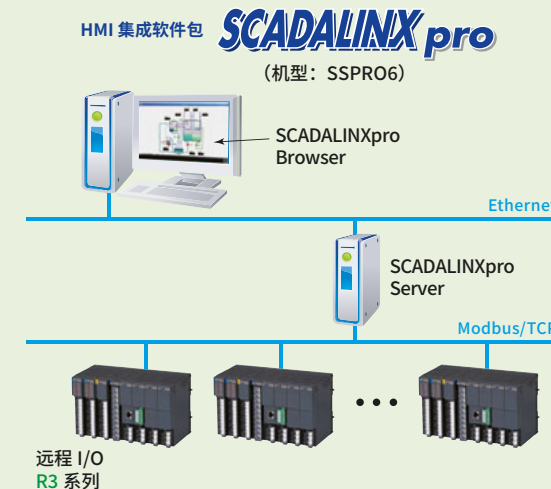 HMI 集成软件包 SCADALINX pro
（机型：SSPRO6）
SCADALINXpro
Browser
Ethernet
SCADALINXpro
Server
Modbus/TCP
远程 I/O
R3 系列